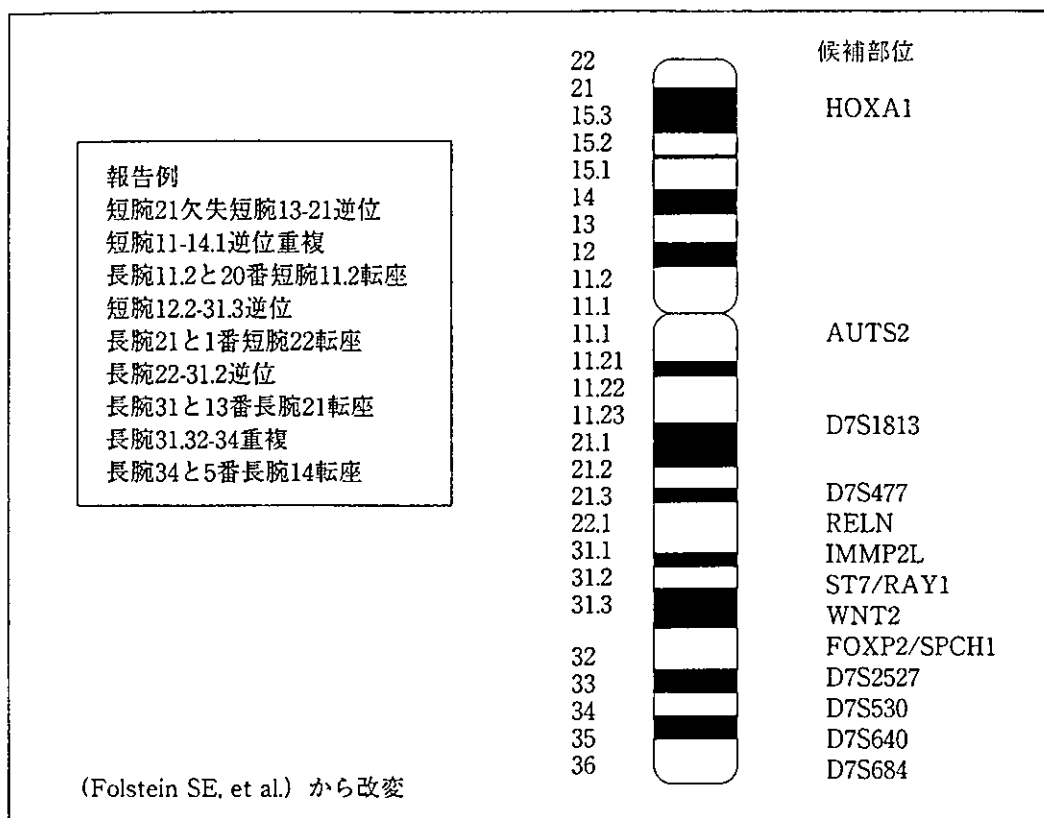 報告例
短腕21欠失短腕13-21逆位
短腕11-14.1逆位重複
長腕11.2と20番短腕11.2転座
短腕12.2-31.3逆位
長腕21と1番短腕22転座
長腕22-31.2逆位
長腕31と13番長腕21転座
長腕31.32-34重複
長腕34と5番長腕14転座
(Folstein SE, et al.) から改変
22
21
15.3
15.2
15.1
14
13
12
11.2
11.1
11.1
11.21
11.22
11.23
21.1
21.2
21.3
22.1
31.1
31.2
31.3
32
33
34
35
36
候補部位
HOXA1
AUTS2
D7S1813
D7S477
RELN
IMMP2L
ST7/RAY1
WNT2
FOXP2/SPCH1
D7S2527
D7S530
D7S640
D7S684